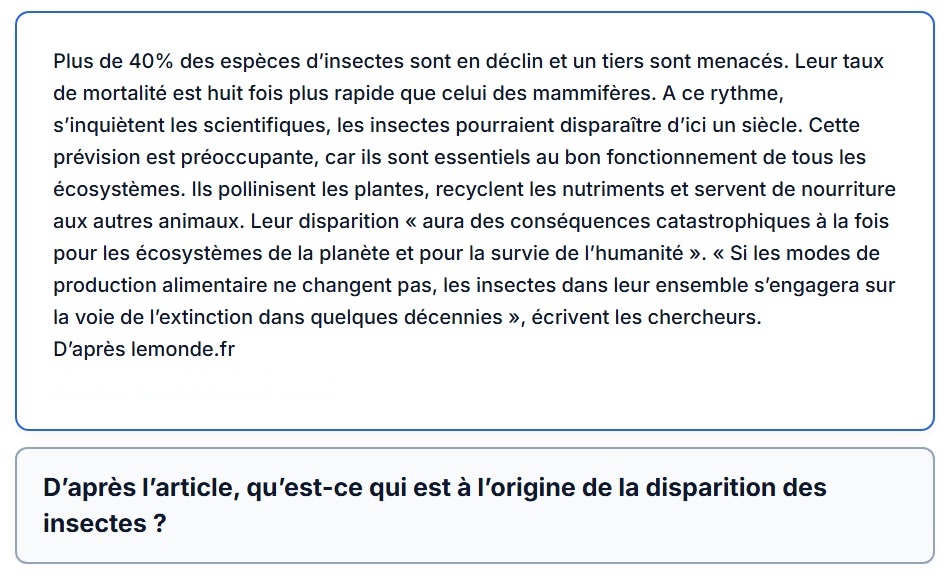 Plus de 40% des espèces d’insectes sont en déclin et un tiers sont menacés. Leur taux
de mortalité est huit fois plus rapide que celui des mammifères. A ce rythme,
s’inquiètent les scientifiques, les insectes pourraient disparaître d’ici un siècle. Cette
prévision est préoccupante, car ils sont essentiels au bon fonctionnement de tous les
écosystèmes. Ils pollinisent les plantes, recyclent les nutriments et servent de nourriture
aux autres animaux. Leur disparition « aura des conséquences catastrophiques à la fois
pour les écosystèmes de la planète et pour la survie de l’humanité ». « Si les modes de
production alimentaire ne changent pas, les insectes dans leur ensemble s’engagera sur
la voie de l’extinction dans quelques décennies », écrivent les chercheurs.
D’après lemonde.fr
D’après l’article, qu’est-ce qui est à l’origine de la disparition des
insectes ?